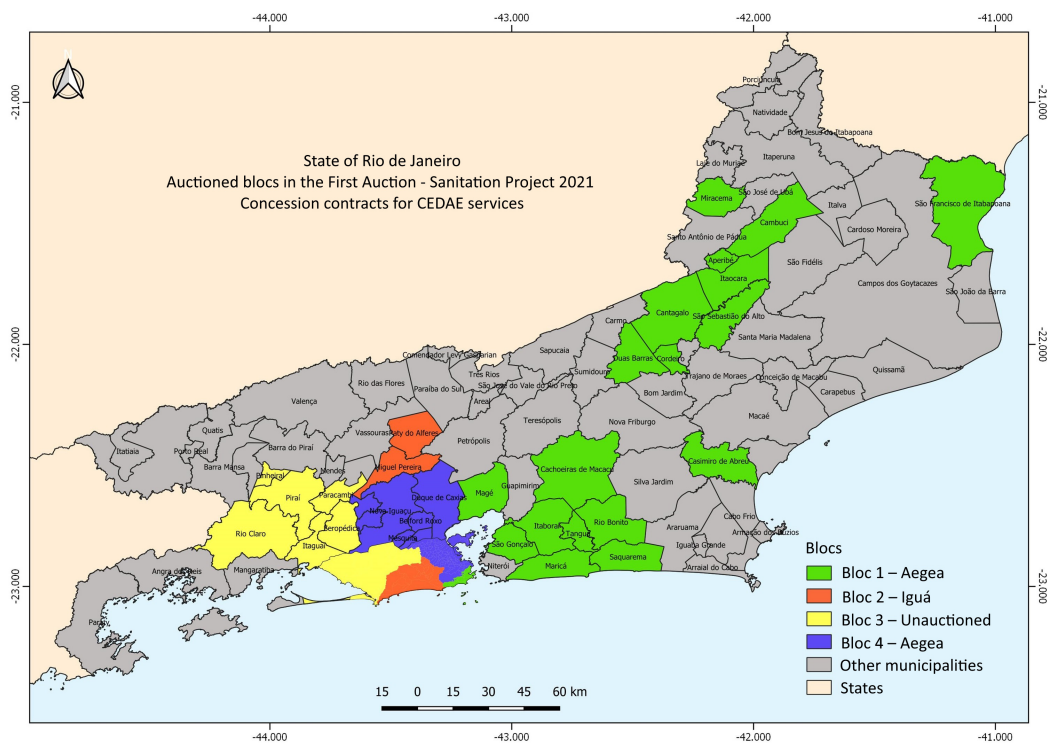 -44.000
-43.000
-42.000
-41.000
N
State of Rio de Janeiro
Auctioned blocs in the First Auction - Sanitation Project 2021
Concession contracts for CEDAE services
-21.000
-21.000
Porciúncula
Natividade
Bom Jesus do Itabapoana
Laje do Muriaé
Itaperuna
São José de Ubá
Miracema
Italva
São Francisco de Itabapoana
Cambuci
Cardoso Moreira
Santo Antônio de Pádua
Aperibé
São Fidélis
Itaocara
Campos dos Goytacazes
São João da Barra
Cantagalo
São Sebastião do Alto
Carmo
Santa Maria Madalena
-22.000
-22.000
Comendador Levy Gasparian
Sapucaia
Duas Barras
Cordeiro
Três Rios
Sumidouro
Trajano de Moraes
Conceição de Macabu
Quissamã
Rio das Flores
Paraíba do Sul
São José do Vale do Rio Preto
Areal
Bom Jardim
Carapebus
Valença
Macaé
Teresópolis
Nova Friburgo
Quatis
Vassouras
Paty do Alferes
Petrópolis
Itatiaia
Porto Real
Barra do Piraí
Barra Mansa
Mendes
Miguel Pereira
Casimiro de Abreu
Cachoeiras de Macacu
Pinheiral
Guapimirim
Silva Jardim
Piraí
Paracambi
Duque de Caxias
Magé
Nova Iguaçu
Belford Roxo
Cabo Frio
Rio Claro
Seropédica
Itaboraí
Rio Bonito
Tanguá
Araruama
Armação dos Búzios
Mesquita
Itaguaí
São Gonçalo
Iguaba Grande
Saquarema
Niterói
Maricá
Arraial do Cabo
Angra dos Reis
Mangaratiba
Paraty
-23.000
-23.000
Blocs
Bloc 1 – Aegea
Bloc 2 – Iguá
Bloc 3 – Unauctioned
Bloc 4 – Aegea
Other municipalities
States
15 0 15 30 45 60 km
-44.000
-43.000
-42.000
-41.000